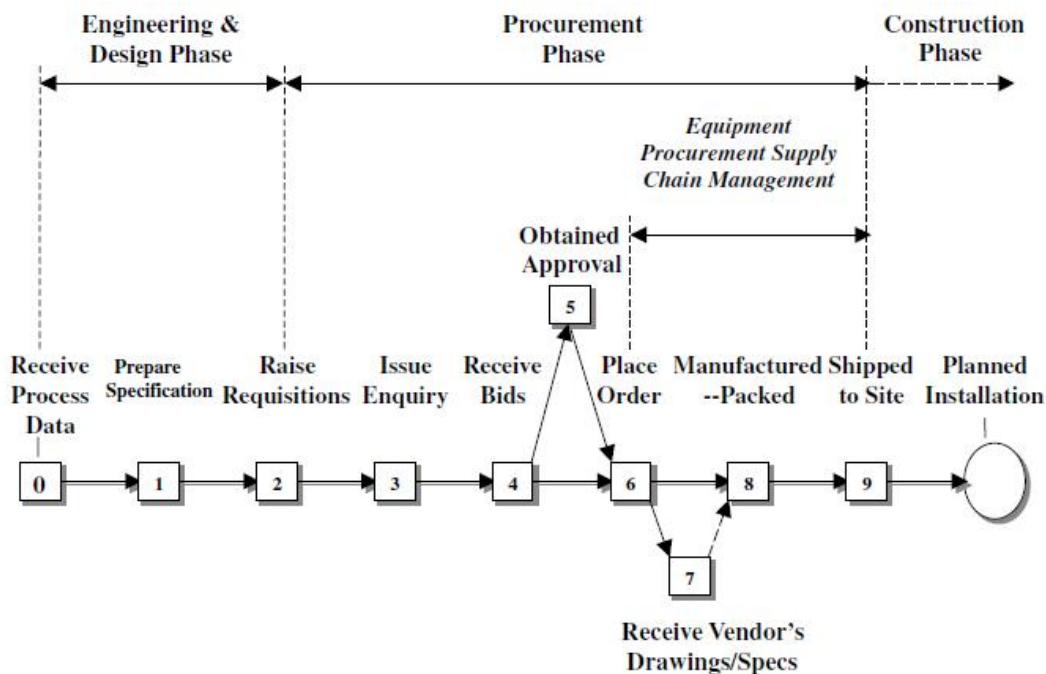 Engineering &
Design Phase
Procurement
Phase
Construction
Phase
Equipment
Procurement Supply
Chain Management
Obtained
Approval
5
Receive
Process
Data
Prepare
Specification
Raise
Requisitions
Issue
Enquiry
Receive
Bids
Place
Order
Manufactured
--Packed
Shipped
to Site
Planned
Installation
0
1
2
3
4
6
8
9
7
Receive Vendor's
Drawings/Specs